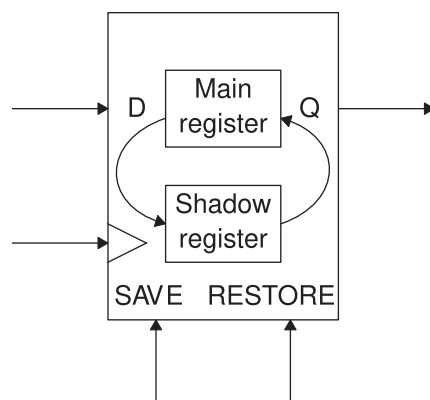 Main
D
register
Q
Shadow
register
SAVE RESTORE